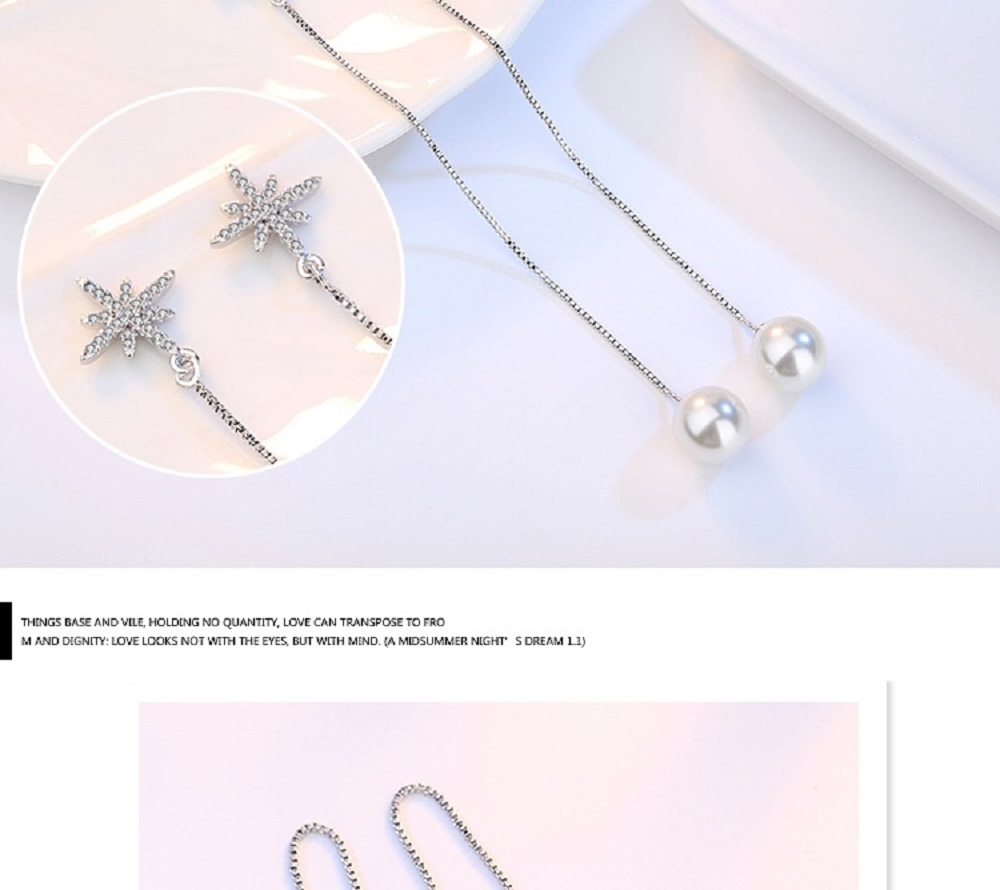 THINGS BASE AND VILE, HOLDING NO QUANTITY, LOVE CAN TRANSPOSE TO FRO
M AND DIGNITY: LOVE LOOKS NOT WITH THE EYES, BUT WITH MIND. (A MIDSUMMER NIGHT' S DREAM 1.1)